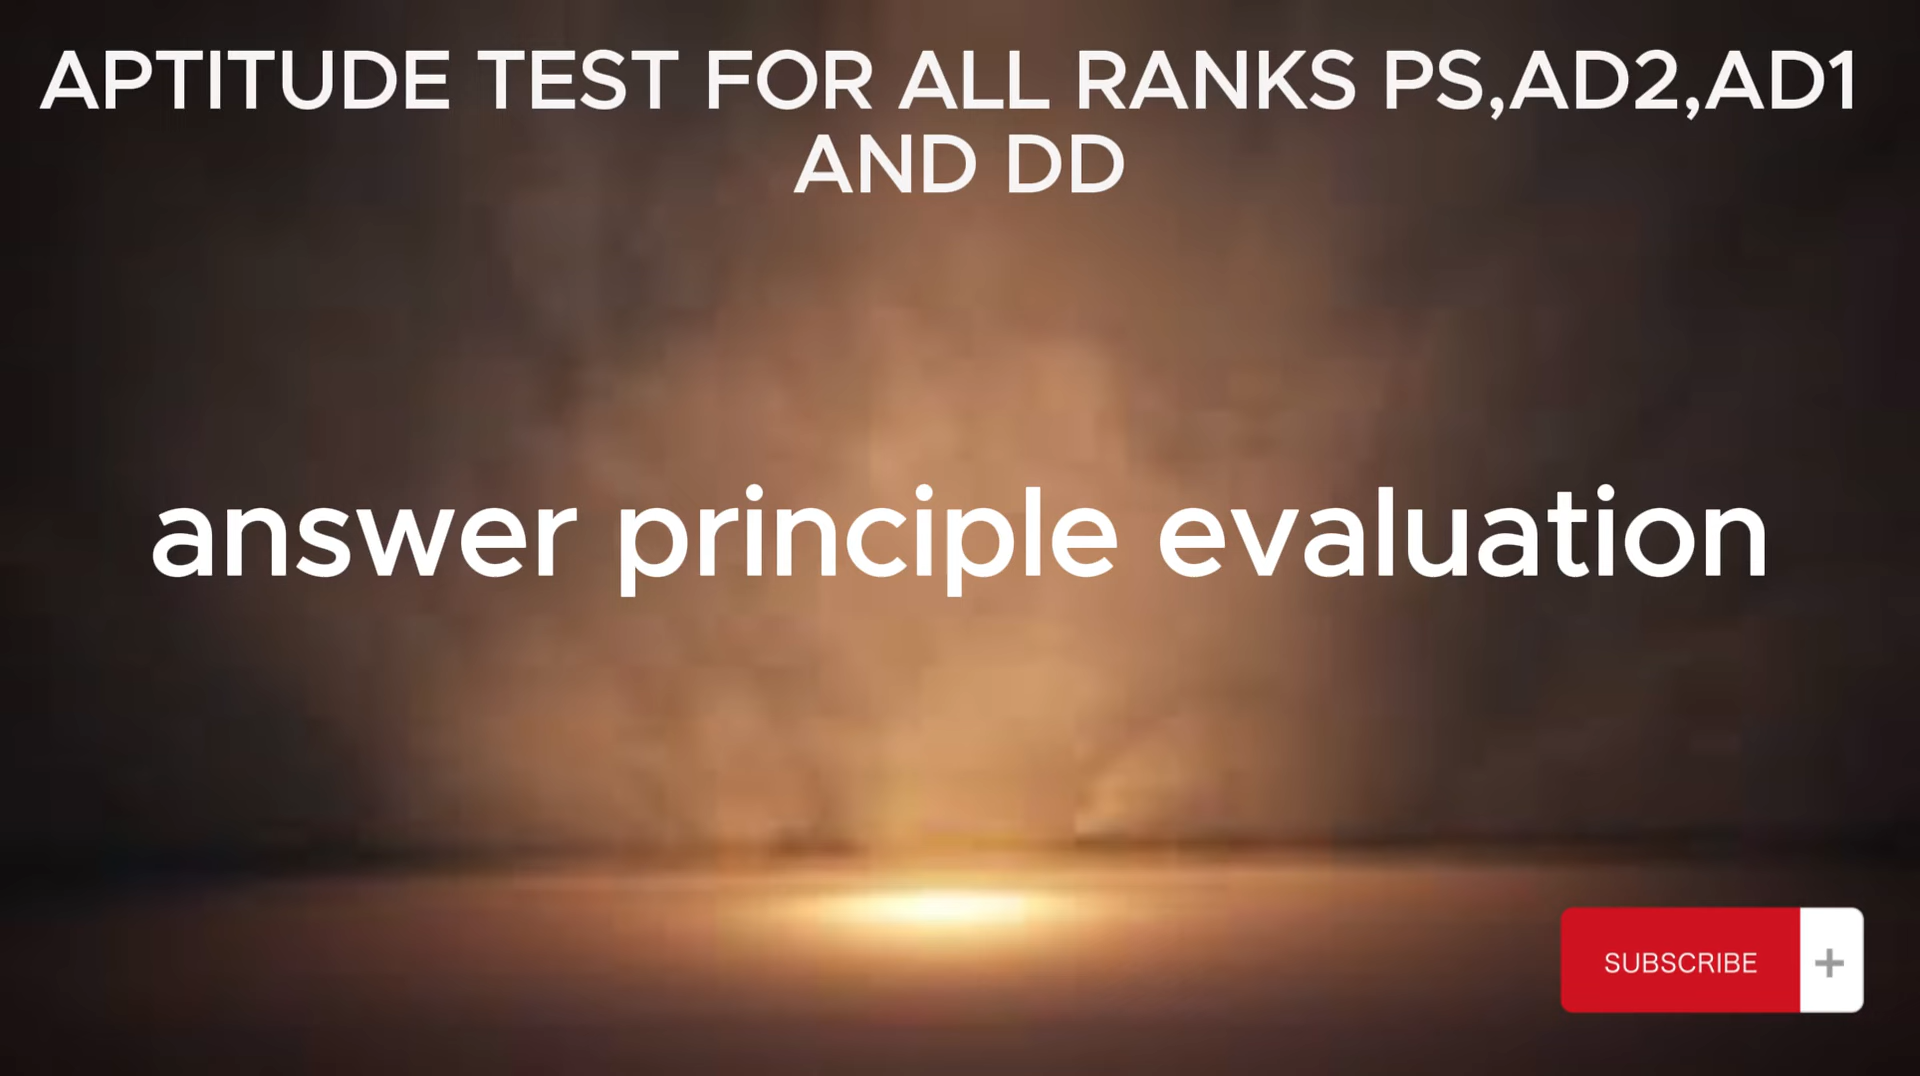 APTITUDE TEST FOR ALL RANKS PS,AD2,AD1
AND DD
answer principle evaluation
SUBSCRIBE +